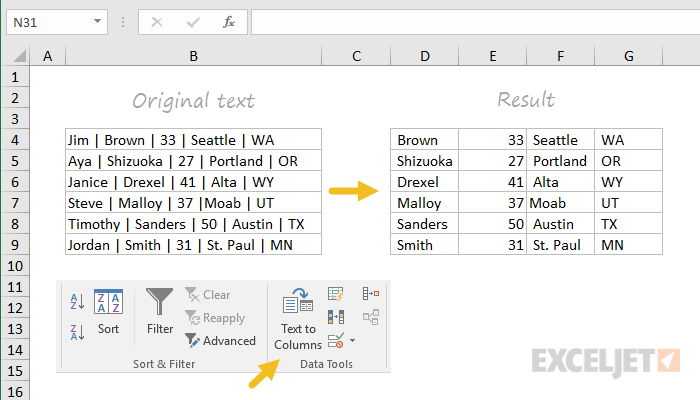 N31
fx
A B C D E F G
1
2 Original text Result
3
4 Jim | Brown | 33 | Seattle | WA Brown 33 Seattle WA
5 Aya | Shizuoka | 27 | Portland | OR Shizuoka 27 Portland OR
6 Janice | Drexel | 41 | Alta | WY Drexel 41 Alta WY
7 Steve | Malloy | 37 |Moab | UT Malloy 37 Moab UT
8 Timothy | Sanders | 50 | Austin | TX Sanders 50 Austin TX
9 Jordan | Smith | 31 | St. Paul | MN Smith 31 St. Paul MN
10
11 A Z Z A Clear
12 Z A A Z
13 Z A Sort Filter Reapply Text to
14 Advanced Columns
15 Sort & Filter Data Tools EXCELJET
16